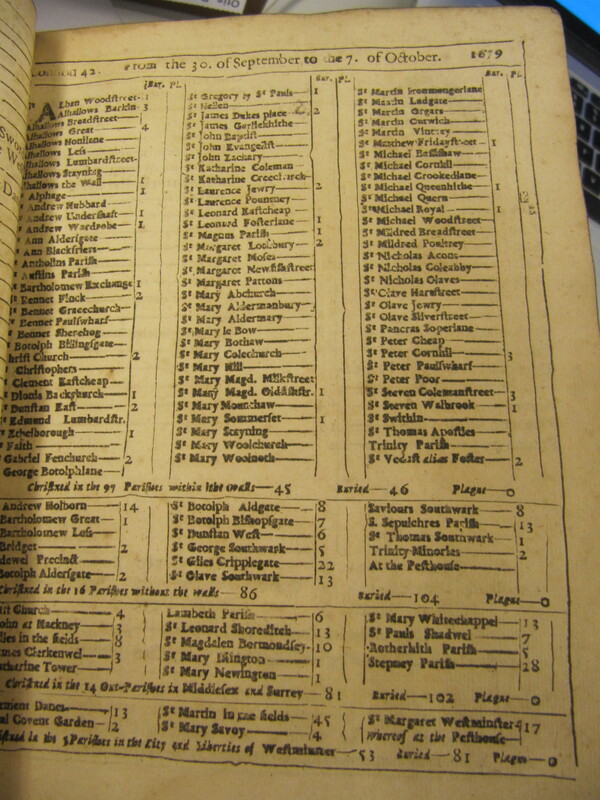 London 42. From the 30. of September to the 7. of October. 1679
Bur. Pl.
Alban Woodstreet 1
Alhallows Barkin 3
Alhallows Breadstreet
Alhallows Great 4
Alhallows Honilane
Alhallows Less
Alhallows Lumbardstreet
Alhallows Stayning
Alhallows the Wall 1
Alphage 1
Andrew Hubbard
Andrew Undershaft 1
Andrew Wardrobe 1
Ann Aldersgate
Ann Blackfriers
Antholins Parish
Austins Parish
Bartholomew Exchange 1
Bennet Finck 2
Bennet Gracechurch
Bennet Paulswharf
Bennet Sherehog
Botolph Billingsgate
Christ Church 2
Christophers
Clement Eastcheap
Dionis Backchurch 1
Dunstan East 2
Edmund Lumbardstr.
Ethelborough 1
Faith
Gabriel Fenchurch 2
George Botolphlane
Bur. Pl.
St Gregory by St Pauls 1
St Hellen
St James Dukes place 2
St James Garlickhithe
St John Baptist
St John Evangelist
St John Zachary
St Katharine Coleman
St Katharine Creechurch
St Laurence Jewry 2
St Laurence Pountney
St Leonard Eastcheap
St Leonard Fosterlane 1
St Magnus Parish 1
St Margaret Lothbury 2
St Margaret Moses
St Margaret Newfishstreet
St Margaret Pattons
St Mary Abchurch
St Mary Aldermanbury
St Mary Aldermary
St Mary le Bow
St Mary Bothaw
St Mary Colechurch
St Mary Hill
St Mary Magd. Milkstreet
St Mary Magd. Oldfishstr. 1
St Mary Mounthaw
St Mary Sommerset 1
St Mary Stayning
St Mary Woolchurch
St Mary Woolnoth
Bur. Pl.
St Martin Ironmongerlane
St Martin Ludgate
St Martin Orgars
St Martin Outwich
St Martin Vintrey
St Matthew Fridaystreet 1
St Michael Bassishaw
St Michael Cornhil
St Michael Crookedlane
St Michael Queenhithe 1
St Michael Quern
St Michael Royal 1
St Michael Woodstreet
St Mildred Breadstreet
St Mildred Poultrey
St Nicholas Acons
St Nicholas Coleabby
St Nicholas Olaves
St Olave Hartstreet
St Olave Jewry
St Olave Silverstreet
St Pancras Soperlane
St Peter Cheap
St Peter Cornhil 3
St Peter Paulswharf
St Peter Poor
St Steven Colemanstreet 3
St Steven Walbrook 1
St Swithin
St Thomas Apostles
Trinity Parish
St Vedast alias Foster 2
Christned in the 97 Parishes within the walls 45 Buried 46 Plague 0
Andrew Holborn 14
Bartholomew Great 1
Bartholomew Less
Bridget 2
Bridewel Precinct
Botolph Aldersgate 2
St Botolph Aldgate 8
St Botolph Bishopsgate 7
St Dunstan West 6
St George Southwark 5
St Giles Cripplegate 22
St Olave Southwark 13
Saviours Southwark 8
S. Sepulchres Parish 13
St Thomas Southwark 1
Trinity Minories 2
At the Pesthouse
Christned in the 16 Parishes without the walls 86 Buried 104 Plague 0
Christ Church 4
John at Hackney 3
Giles in the fields 8
James Clerkenwel 3
Katharine Tower
Lambeth Parish 6
St Leonard Shoreditch 13
St Magdalen Bermondsey 10
St Mary Islington 1
St Mary Newington 1
St Mary Whitechappel 13
St Pauls Shadwel 7
Rotherhith Parish 5
Stepney Parish 28
Christned in the 14 Out-Parishes in Middlesex and Surrey 81 Buried 102 Plague 0
Clement Danes 13
Paul Covent Garden 2
St Martin in the fields 45
St Mary Savoy 4
St Margaret Westminster 17
whereof at the Pesthouse
Christned in the 5 Parishes in the City and Liberties of Westminster 53 Buried 81 Plague 0